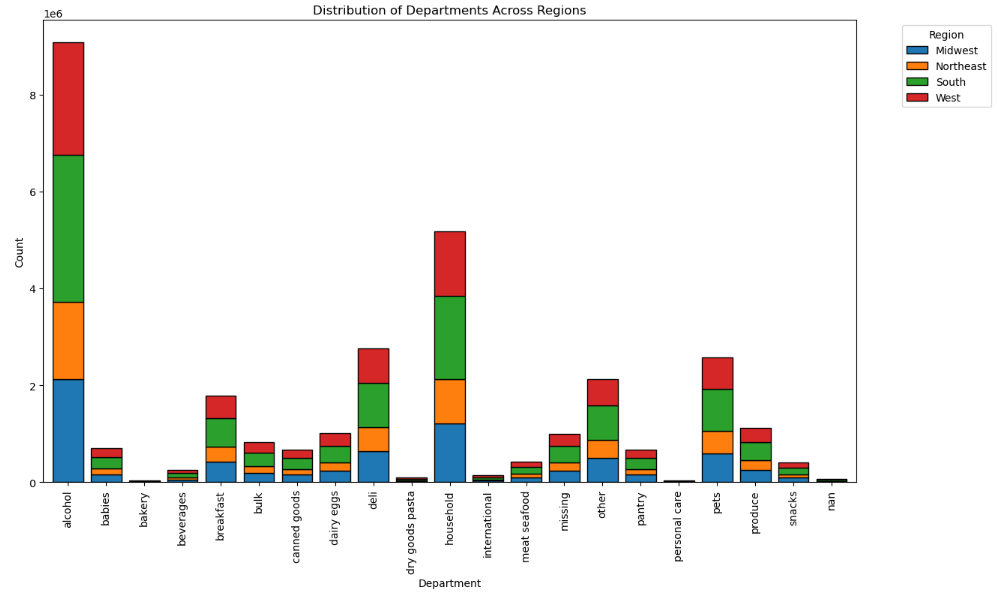 Distribution of Departments Across Regions
1e6
8
6
4
2
0
Count
alcohol
babies
bakery
beverages
breakfast
bulk
canned goods
dairy eggs
deli
dry goods pasta
household
international
meat seafood
missing
other
pantry
personal care
pets
produce
snacks
nan
Department
Region
Midwest
Northeast
South
West